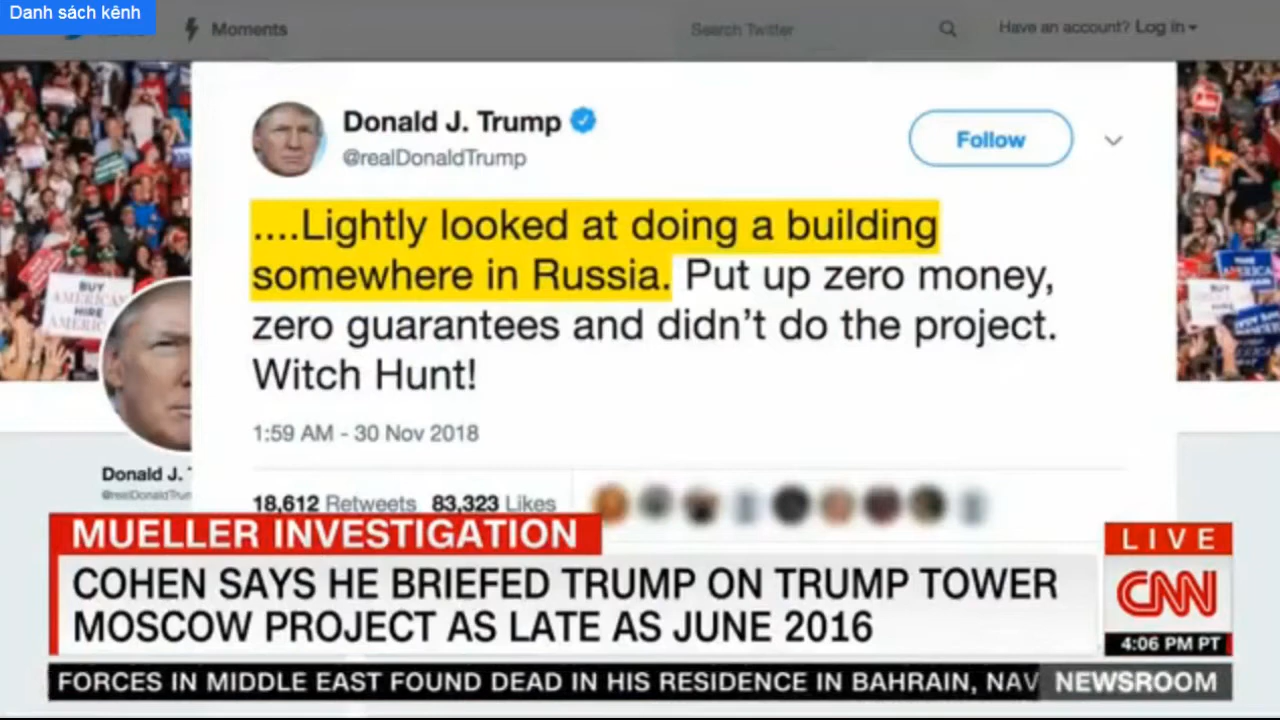 Danh sách kênh
Moments
Search Twitter
Have an account? Log in
Donald J. Trump
@realDonaldTrump
Follow
....Lightly looked at doing a building
somewhere in Russia. Put up zero money,
zero guarantees and didn't do the project.
Witch Hunt!
1:59 AM - 30 Nov 2018
BUY
AMERICAN
HIRE
Donald J.
18,612 Retweets 83,323 Likes
MUELLER INVESTIGATION
COHEN SAYS HE BRIEFED TRUMP ON TRUMP TOWER
MOSCOW PROJECT AS LATE AS JUNE 2016
LIVE
CNN
4:06 PM PT
FORCES IN MIDDLE EAST FOUND DEAD IN HIS RESIDENCE IN BAHRAIN, NAV
NEWSROOM